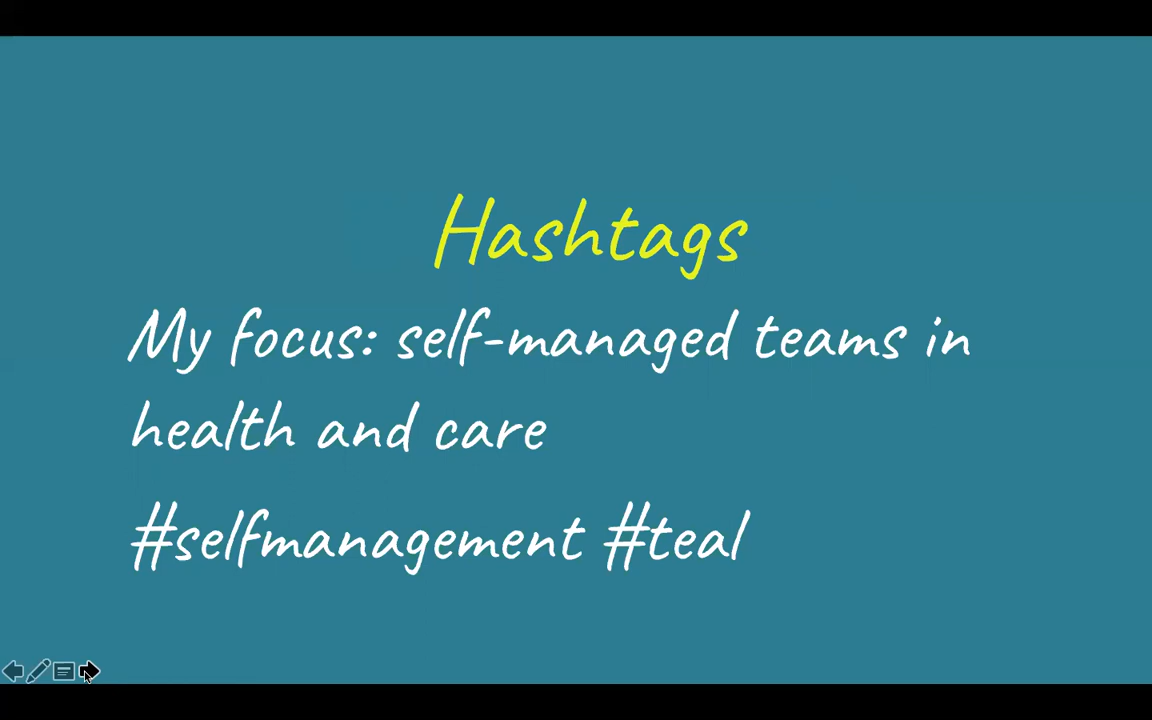 Hashtags
My focus: self-managed teams in
health and care
#selfmanagement #teal